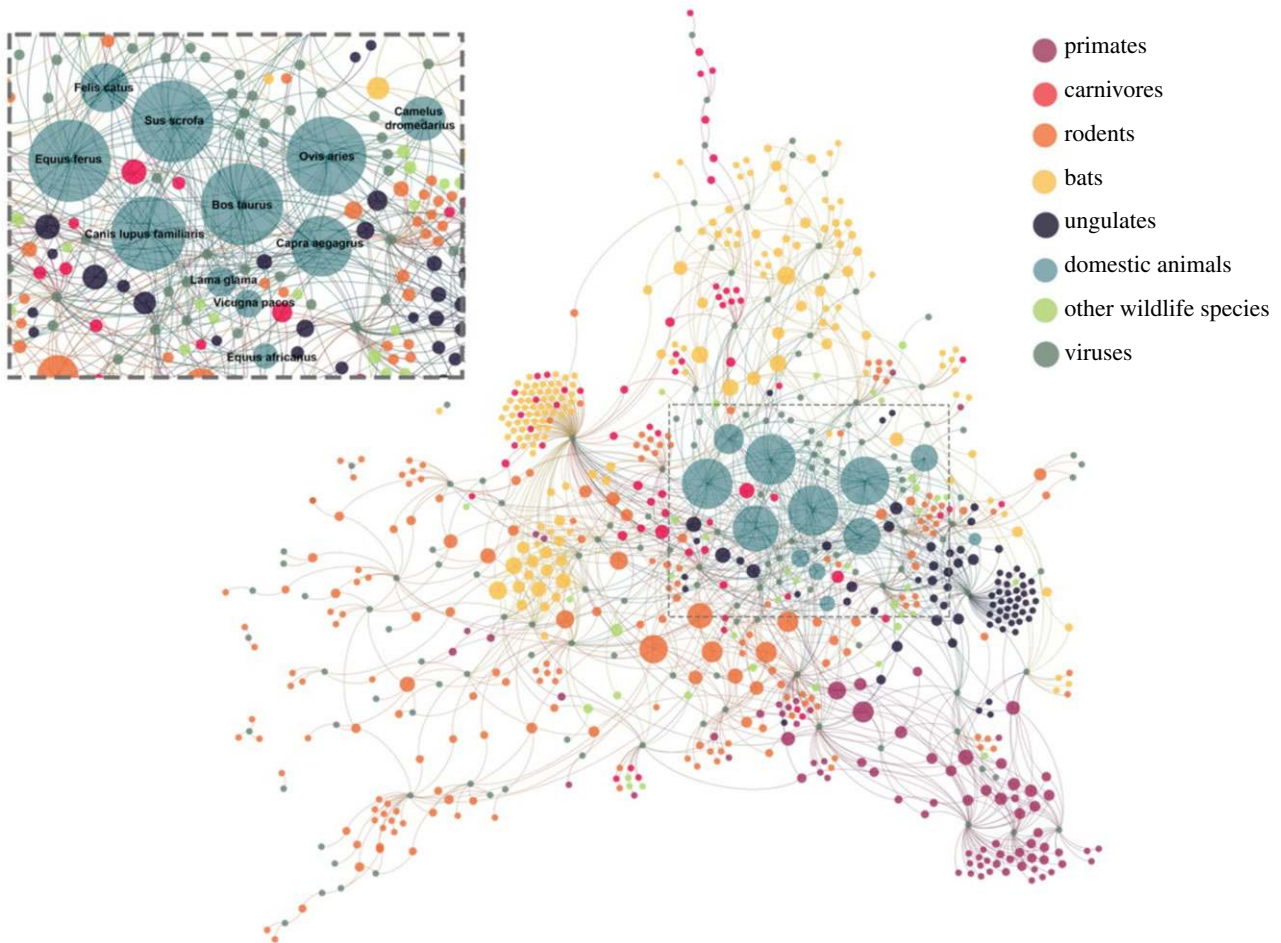 Felis catus
Sus scrofa
Camelus
dromedarius
Equus ferus
Ovis aries
Bos taurus
Canis lupus familiaris
Capra aegagrus
Lama glama
Vicugna pacos
Equus africanus
primates
carnivores
rodents
bats
ungulates
domestic animals
other wildlife species
viruses